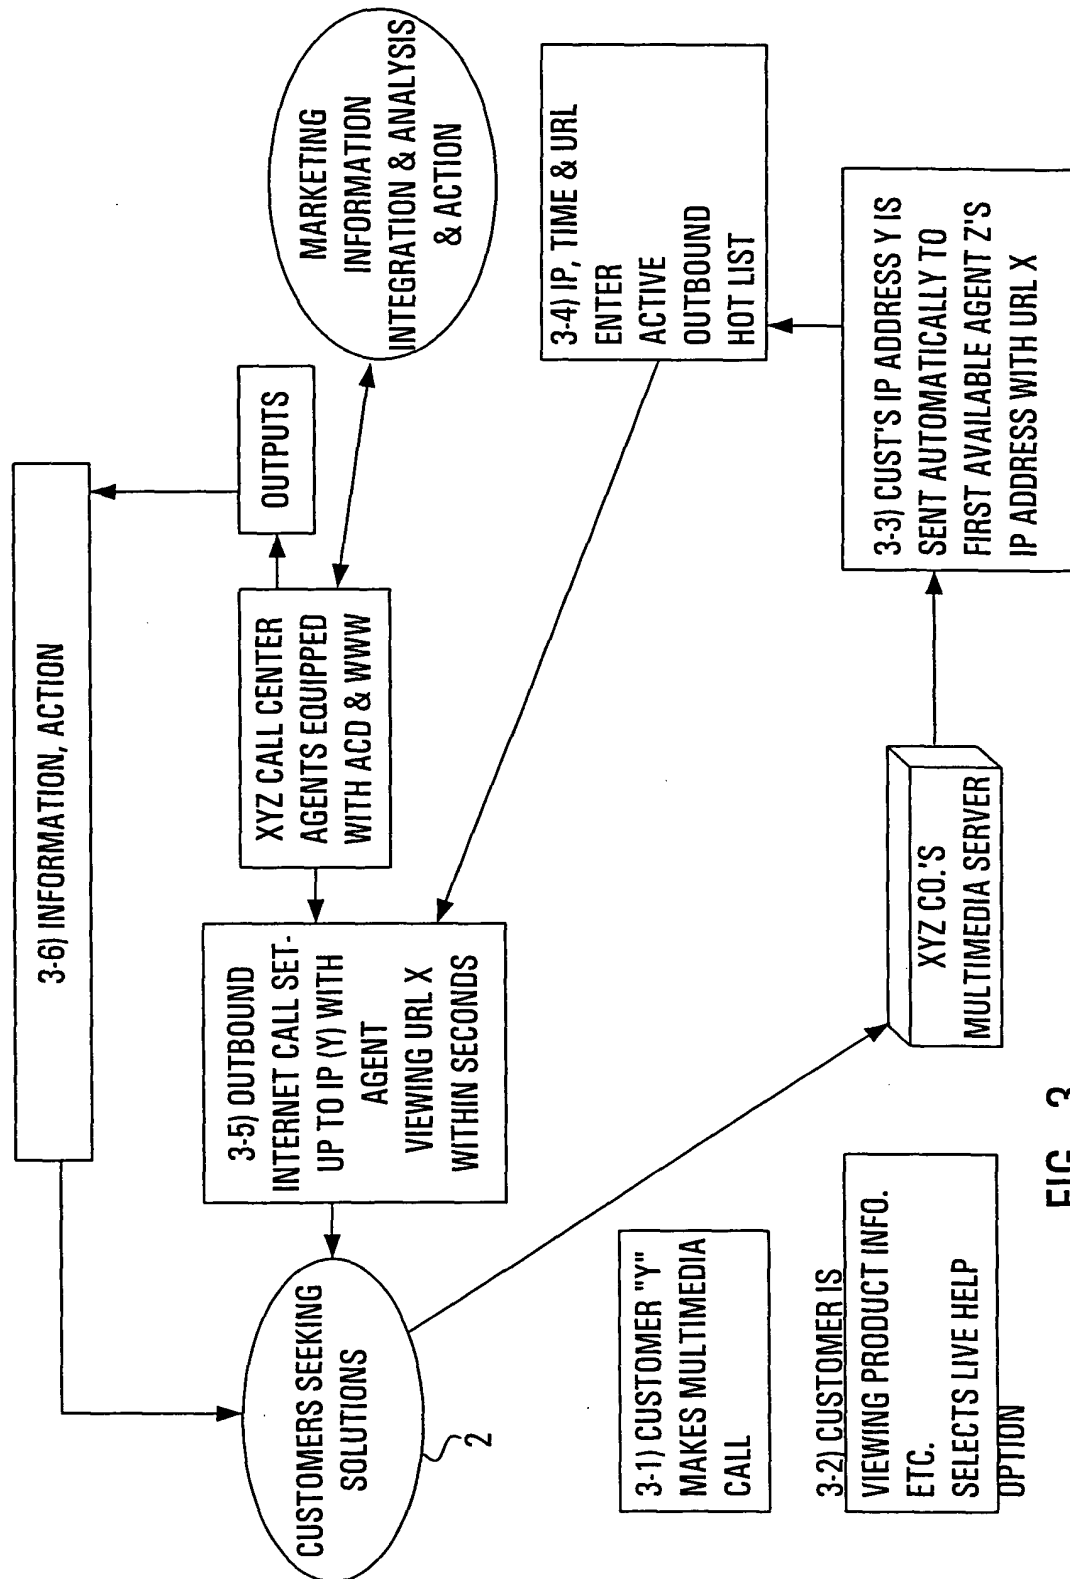 3-6) INFORMATION, ACTION
OUTPUTS
MARKETING
INFORMATION
INTEGRATION & ANALYSIS
& ACTION
XYZ CALL CENTER
AGENTS EQUIPPED
WITH ACD & WWW
3-5) OUTBOUND
INTERNET CALL SET-
UP TO IP (Y) WITH
AGENT
VIEWING URL X
WITHIN SECONDS
CUSTOMERS SEEKING
SOLUTIONS
2
3-4) IP, TIME & URL
ENTER
ACTIVE
OUTBOUND
HOT LIST
3-1) CUSTOMER "Y"
MAKES MULTIMEDIA
CALL
3-2) CUSTOMER IS
VIEWING PRODUCT INFO.
ETC.
SELECTS LIVE HELP
OPTION
XYZ CO.'S
MULTIMEDIA SERVER
3-3) CUST'S IP ADDRESS Y IS
SENT AUTOMATICALLY TO
FIRST AVAILABLE AGENT Z'S
IP ADDRESS WITH URL X
FIG. 3